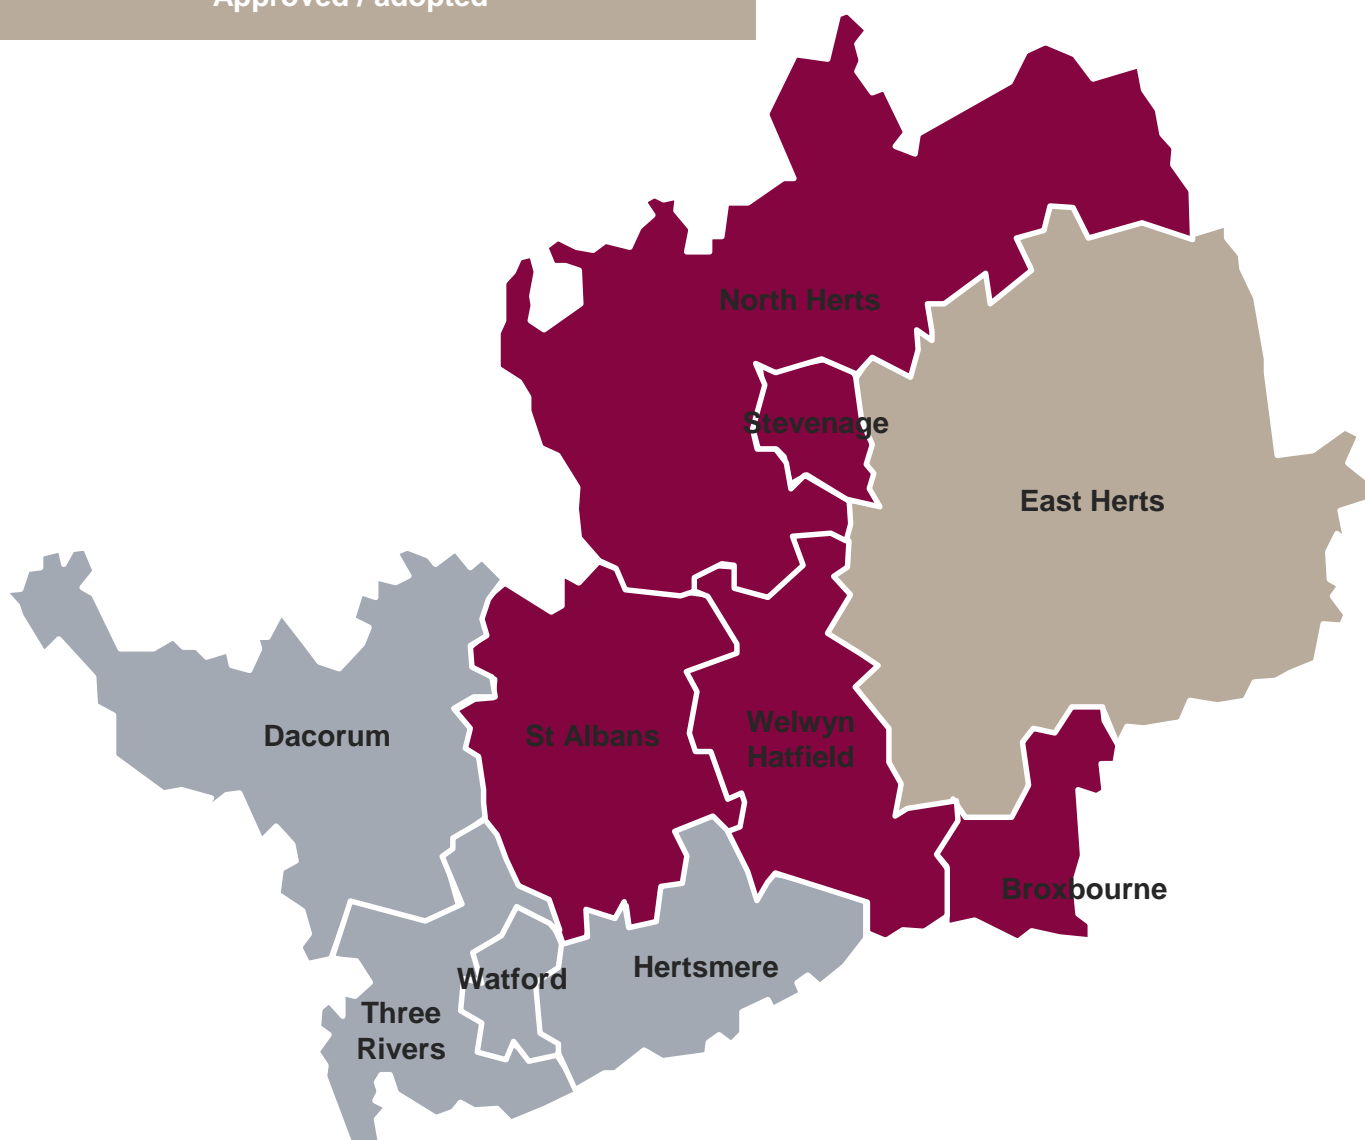 Approved / adopted
North Herts
Stevenage
East Herts
Welwyn
Hatfield
Dacorum
St Albans
Broxbourne
Hertsmere
Watford
Three
Rivers